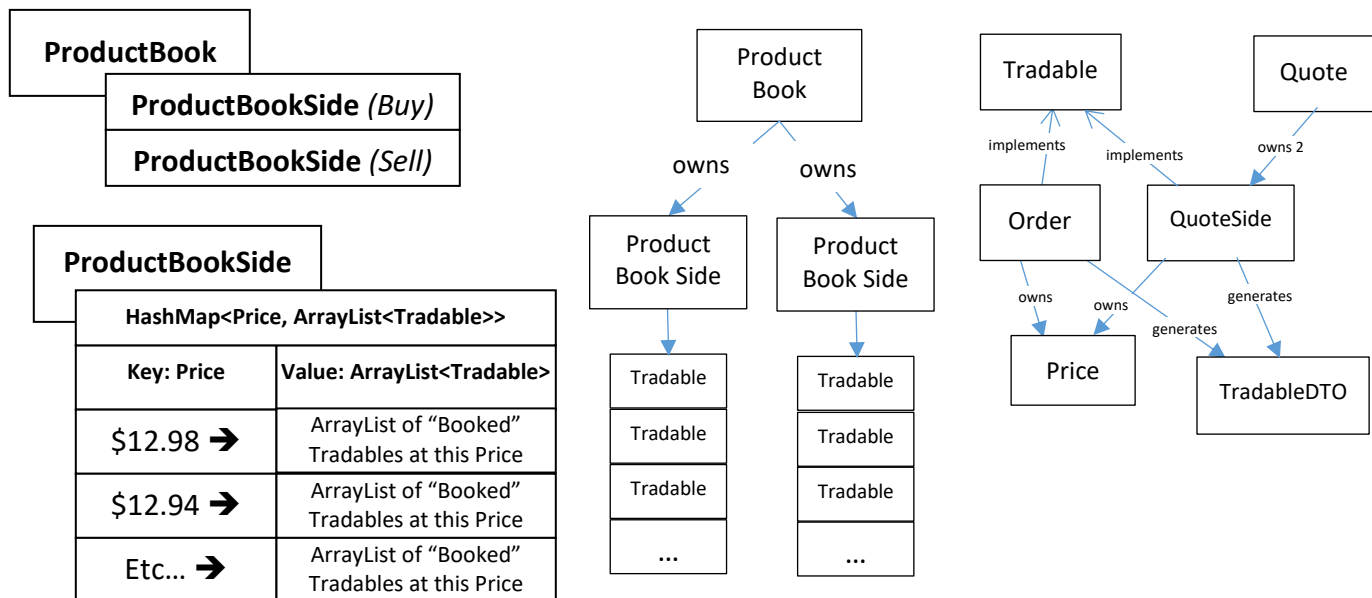 ProductBook
ProductBookSide (Buy)
ProductBookSide (Sell)
ProductBookSide
HashMap<Price, ArrayList<Tradable>>
Key: Price
Value: ArrayList<Tradable>
$12.98 ➔
ArrayList of “Booked”
Tradables at this Price
$12.94 ➔
ArrayList of “Booked”
Tradables at this Price
Etc... ➔
ArrayList of “Booked”
Tradables at this Price
Product
Book
owns
owns
Product
Book Side
Product
Book Side
Tradable
Tradable
Tradable
...
Tradable
Tradable
Tradable
...
Tradable
Quote
implements
implements
owns 2
Order
QuoteSide
owns
owns
generates
generates
Price
TradableDTO